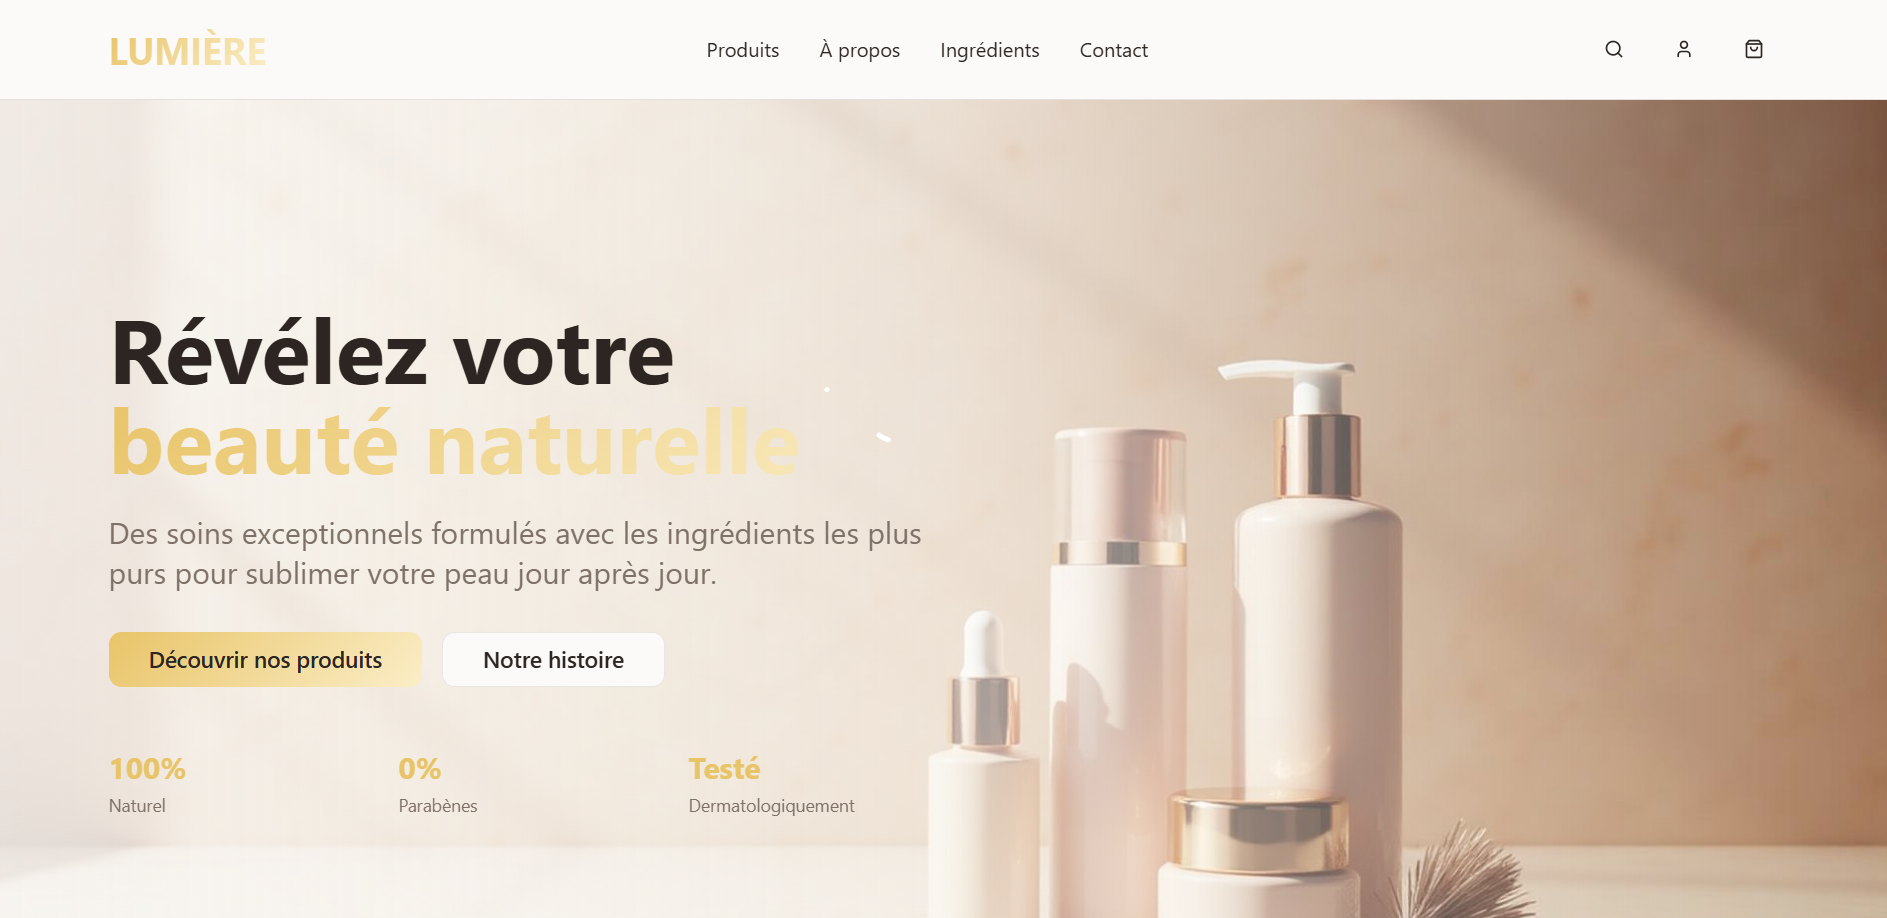 LUMIÈRE
Produits
À propos
Ingrédients
Contact
Révélez votre
beauté naturelle
Des soins exceptionnels formulés avec les ingrédients les plus
purs pour sublimer votre peau jour après jour.
Découvrir nos produits
Notre histoire
100%
Naturel
0%
Parabènes
Testé
Dermatologiquement